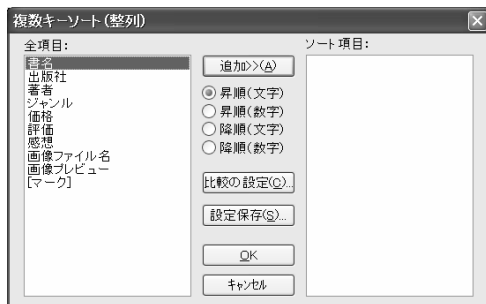 複数キーソート(整列)
全項目:
書名
出版社
著者
ジャンル
価格
評価
感想
画像ファイル名
画像プレビュー
[マーク]
追加>>(A)
昇順(文字)
昇順(数字)
降順(文字)
降順(数字)
比較の設定(C)...
設定保存(S)...
OK
キャンセル
ソート項目: